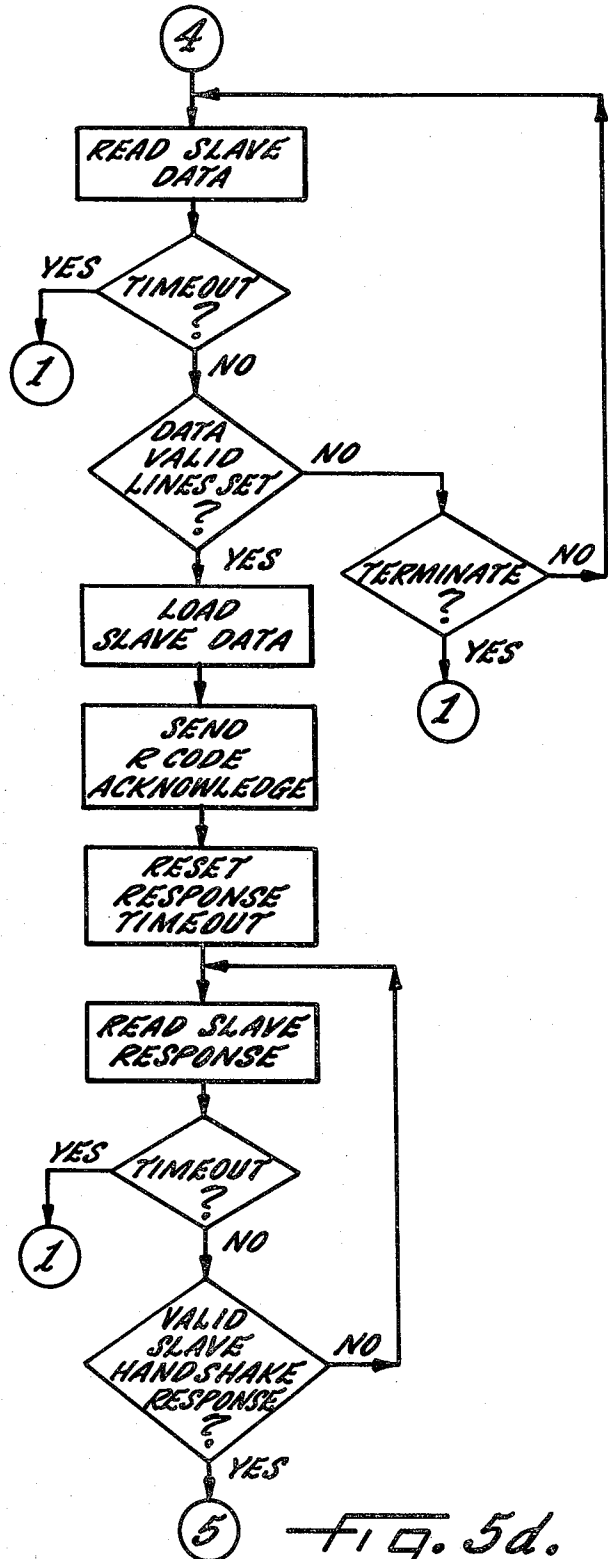 4
READ SLAVE
DATA
YES
TIMEOUT
?
1
NO
DATA
VALID
LINES SET
?
NO
YES
TERMINATE
?
NO
YES
1
LOAD
SLAVE DATA
SEND
R CODE
ACKNOWLEDGE
RESET
RESPONSE
TIMEOUT
READ SLAVE
RESPONSE
YES
TIMEOUT
?
1
NO
VALID
SLAVE
HANDSHAKE
RESPONSE
?
NO
YES
5
FIG. 5d.